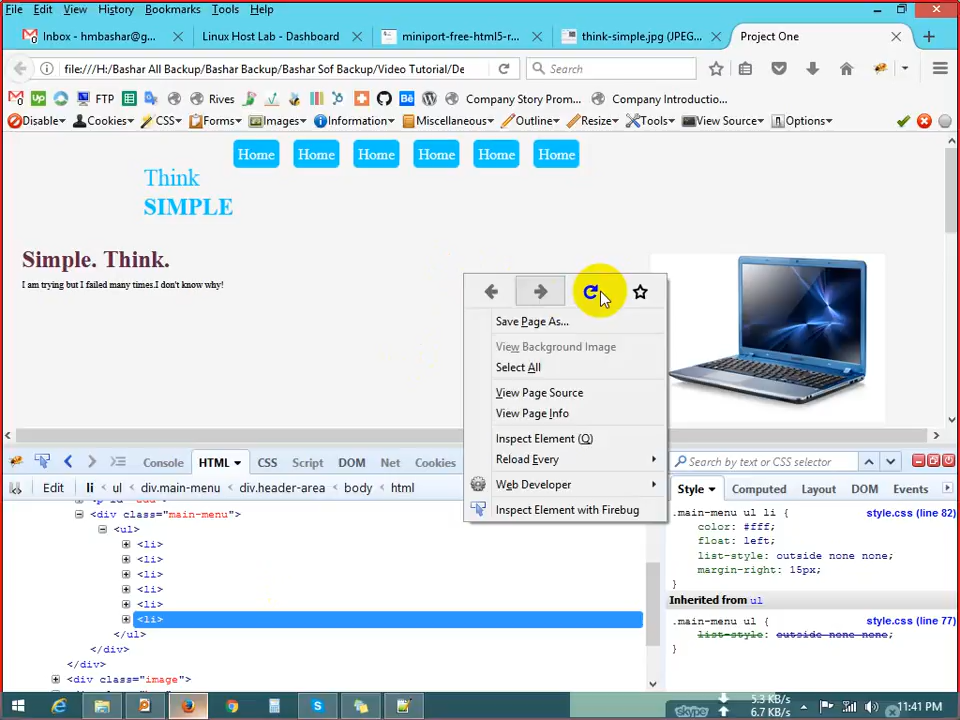 File Edit View History Bookmarks Tools Help
Inbox - hmbashar@g...
Linux Host Lab - Dashboard
miniport-free-html5-r...
think-simple.jpg (JPEG...
Project One
file:///H:/Bashar All Backup/Bashar Backup/Bashar Sof Backup/Video Tutorial/De
Search
FTP
Rives
Company Story Prom...
Company Introductio...
Disable Cookies CSS Forms Images Information Miscellaneous Outline Resize Tools View Source Options
Home Home Home Home Home Home
Think
SIMPLE
Simple. Think.
I am trying but I failed many times.I don't know why!
Save Page As...
View Background Image
Select All
View Page Source
View Page Info
Inspect Element (Q)
Reload Every
Web Developer
Inspect Element with Firebug
Console HTML CSS Script DOM Net Cookies
Search by text or CSS selector
Edit li ul div.main-menu div.header-area body html
Style Computed Layout DOM Events
<div class="main-menu">
<ul>
<li>
<li>
<li>
<li>
<li>
<li>
</ul>
</div>
</div>
<div class="image">
.main-menu ul li { style.css (line 82)
color: #fff;
float: left;
list-style: outside none none;
margin-right: 15px;
}
Inherited from ul
.main-menu ul { style.css (line 77)
list-style: outside none none;
}
skype
5.3 KB/s
6.7 KB/s
11:41 PM